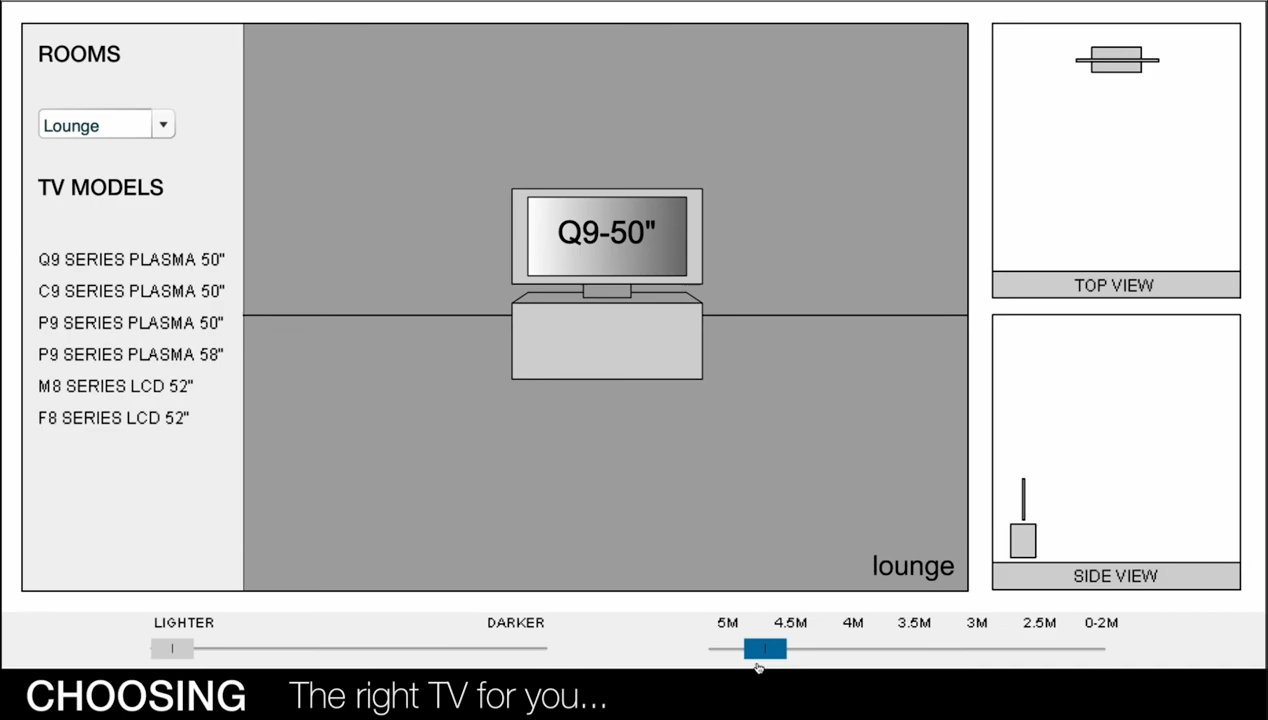 ROOMS
Lounge
TV MODELS
Q9 SERIES PLASMA 50"
C9 SERIES PLASMA 50"
P9 SERIES PLASMA 50"
P9 SERIES PLASMA 58"
M8 SERIES LCD 52"
F8 SERIES LCD 52"
Q9-50"
lounge
TOP VIEW
SIDE VIEW
LIGHTER DARKER
5M 4.5M 4M 3.5M 3M 2.5M 0-2M
CHOOSING The right TV for you...